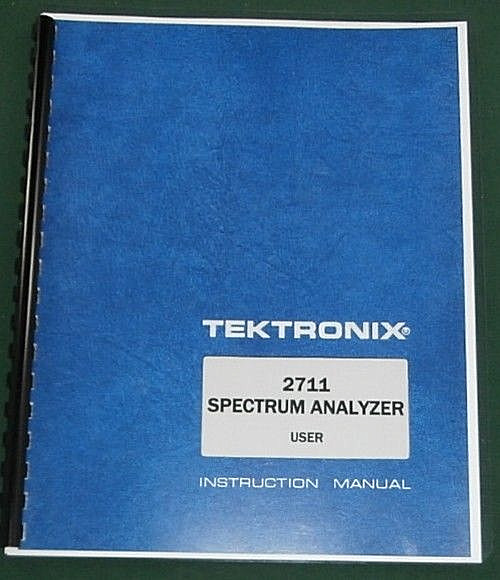 TEKTRONIX®
2711
SPECTRUM ANALYZER
USER
INSTRUCTION MANUAL